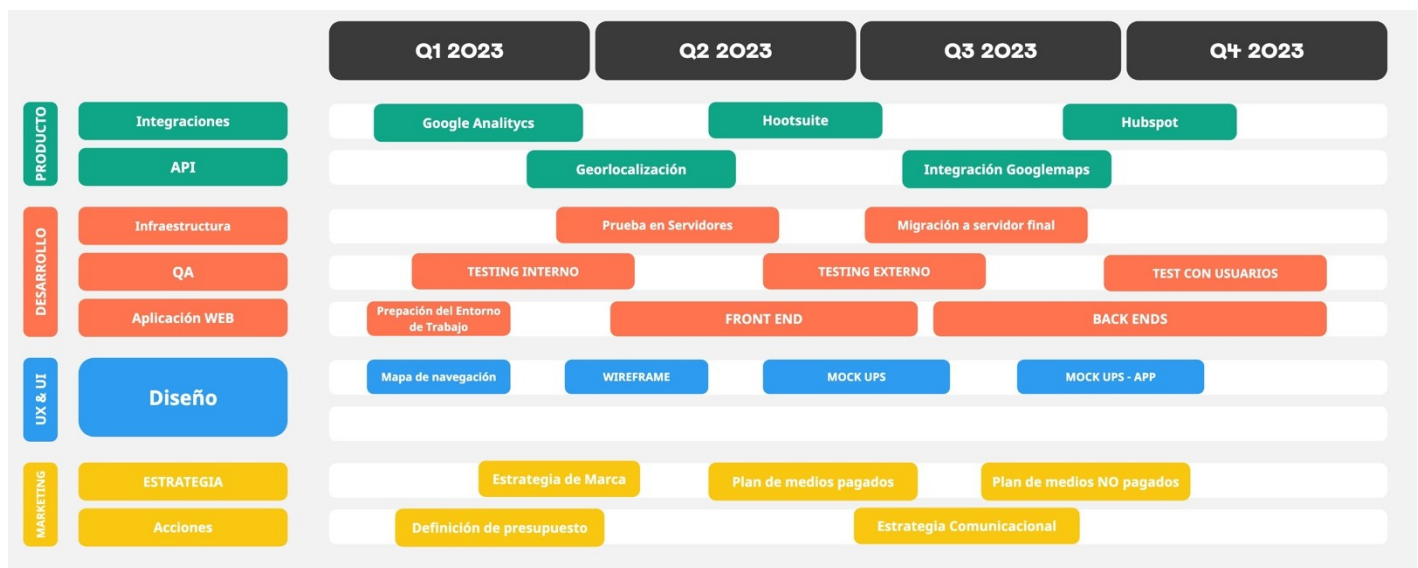 Q1 2023
Q2 2023
Q3 2023
Q4 2023
PRODUCTO
Integraciones
Google Analitycs
Hootsuite
Hubspot
API
Georlocalización
Integración Googlemaps
DESARROLLO
Infraestructura
Prueba en Servidores
Migración a servidor final
QA
TESTING INTERNO
TESTING EXTERNO
TEST CON USUARIOS
Aplicación WEB
Prepación del Entorno
de Trabajo
FRONT END
BACK ENDS
UX & UI
Diseño
Mapa de navegación
WIREFRAME
MOCK UPS
MOCK UPS - APP
MARKETING
ESTRATEGIA
Estrategia de Marca
Plan de medios pagados
Plan de medios NO pagados
Acciones
Definición de presupuesto
Estrategia Comunicacional